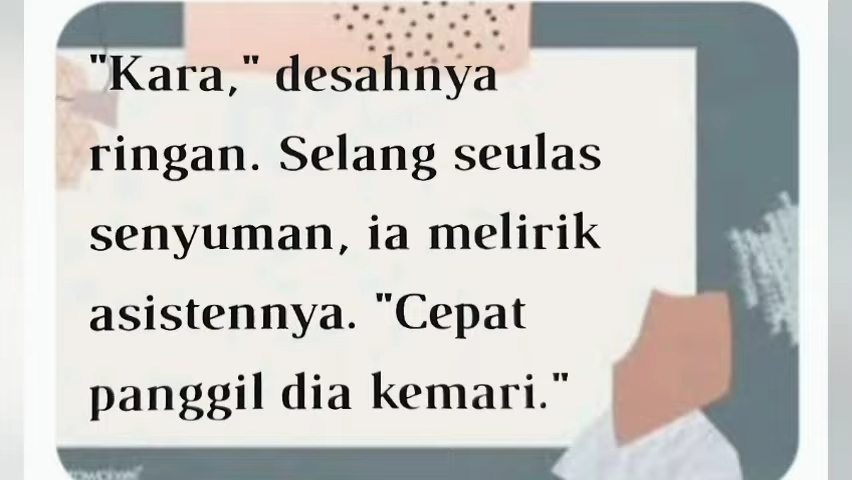 "Kara," desahnya
ringan. Selang seulas
senyuman, ia melirik
asistennya. "Cepat
panggil dia kemari."